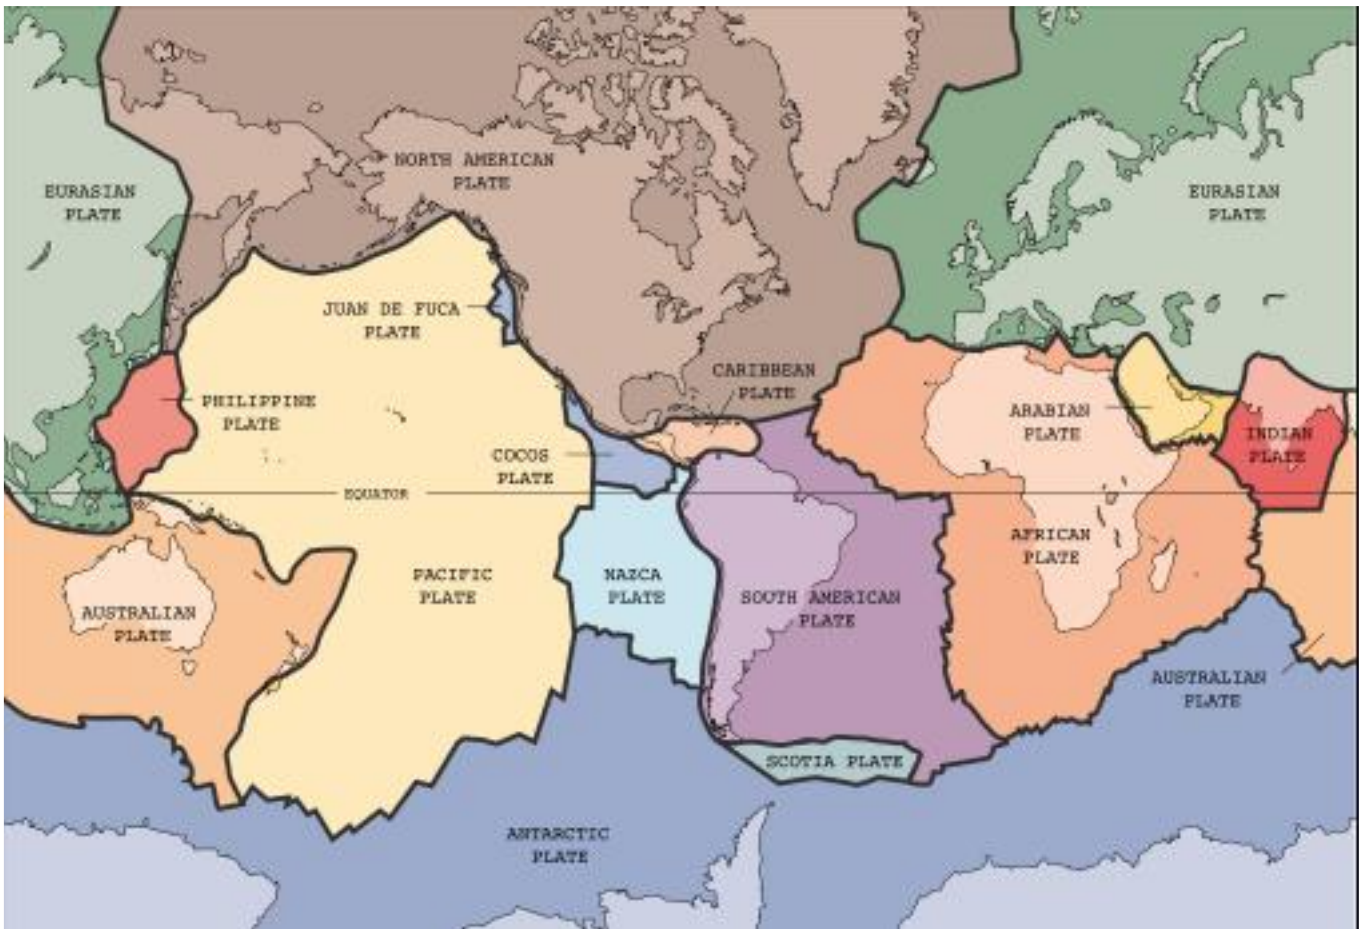 NORTH AMERICAN
PLATE
EURASIAN
PLATE
EURASIAN
PLATE
JUAN DE FUCA
PLATE
CARIBBEAN
PLATE
PHILIPPINE
PLATE
ARABIAN
PLATE
INDIAN
PLATE
COCOS
PLATE
EQUATOR
AFRICAN
PLATE
PACIFIC
PLATE
NAZCA
PLATE
SOUTH AMERICAN
PLATE
AUSTRALIAN
PLATE
AUSTRALIAN
PLATE
SCOTIA PLATE
ANTARCTIC
PLATE